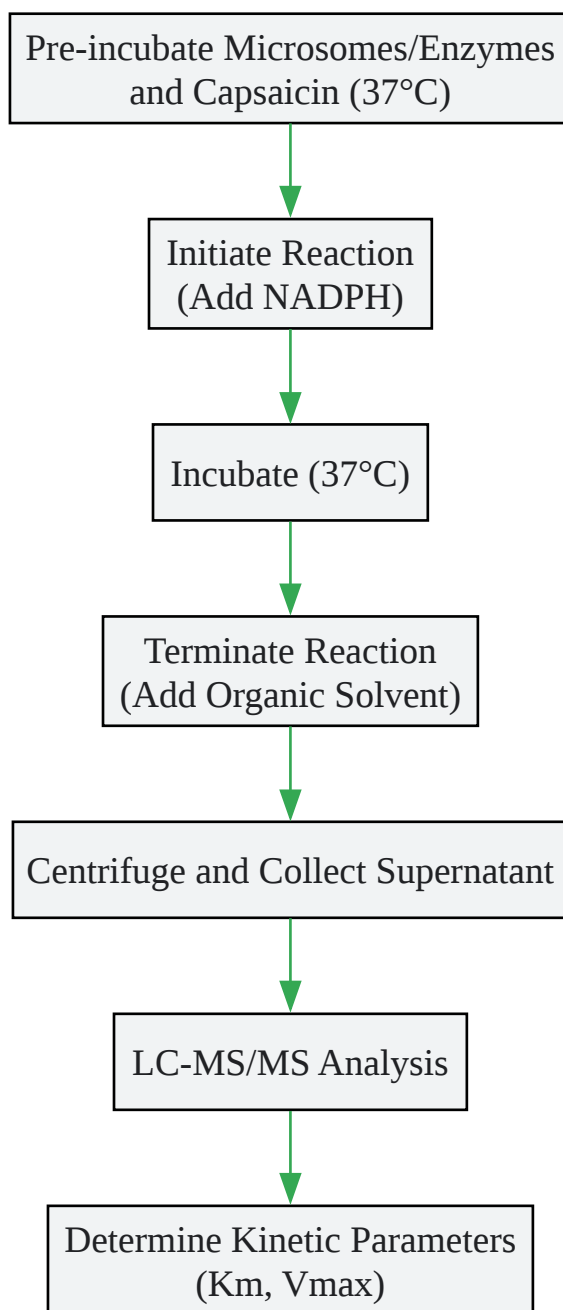 Pre-incubate Microsomes/Enzymes
and Capsaicin (37°C)
Initiate Reaction
(Add NADPH)
Incubate (37°C)
Terminate Reaction
(Add Organic Solvent)
Centrifuge and Collect Supernatant
LC-MS/MS Analysis
Determine Kinetic Parameters
(Km, Vmax)